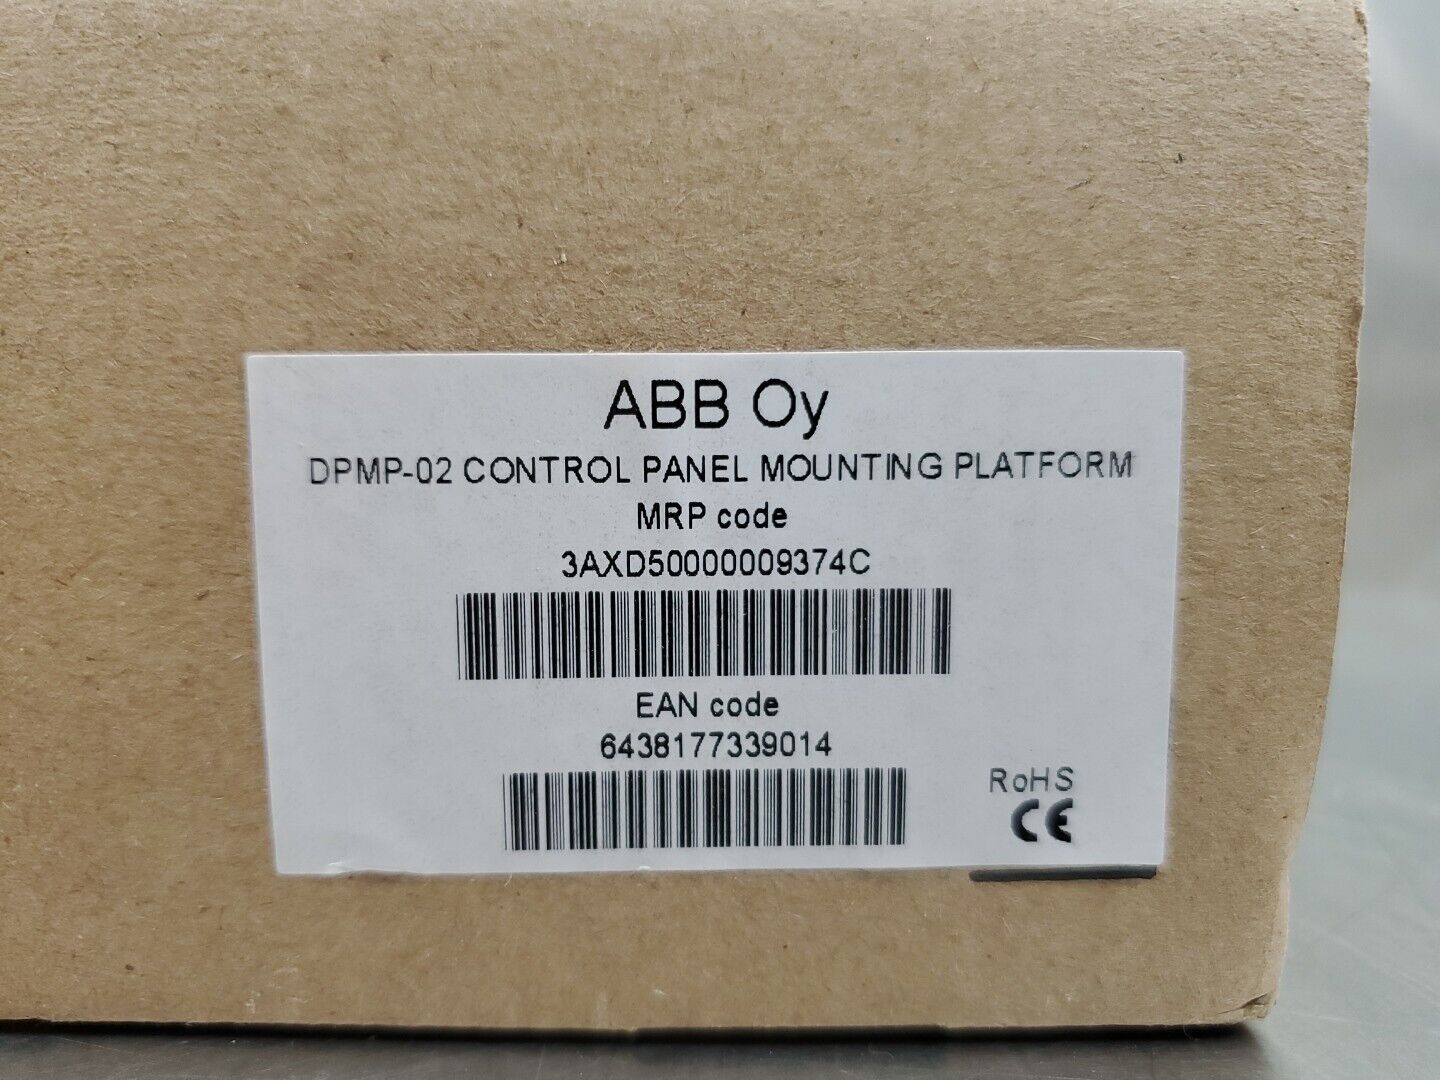 ABB Oy
DPMP-02 CONTROL PANEL MOUNTING PLATFORM
MRP code
3AXD50000009374C
EAN code
6438177339014
RoHS
CE